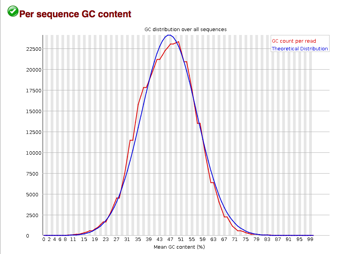 Per sequence GC content
GC distribution over all sequences
GC count per read
Theoretical Distribution
22500
20000
17500
15000
12500
10000
7500
5000
2500
0
0 2 4 6 8 11 15 19 23 27 31 35 39 43 47 51 55 59 63 67 71 75 79 83 87 91 95 99
Mean GC content (%)